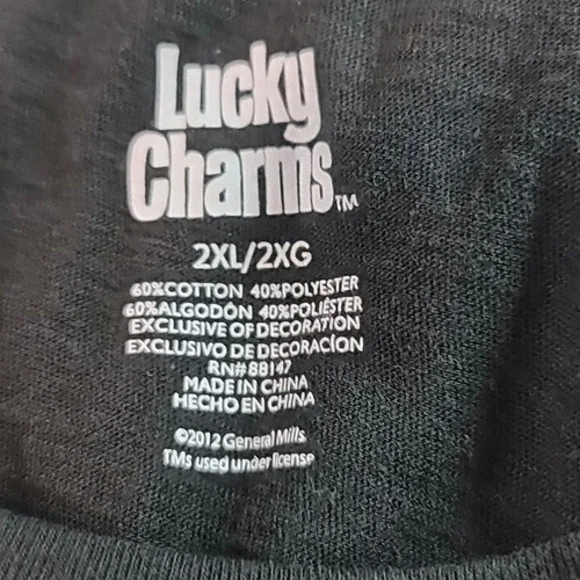 Lucky
Charms™
2XL/2XG
60%COTTON 40%POLYESTER
60%ALGODÓN 40%POLIÉSTER
EXCLUSIVE OF DECORATION
EXCLUSIVO DE DECORACÍON
RN#88147
MADE IN CHINA
HECHO EN CHINA
©2012 General Mills
TMs used under license